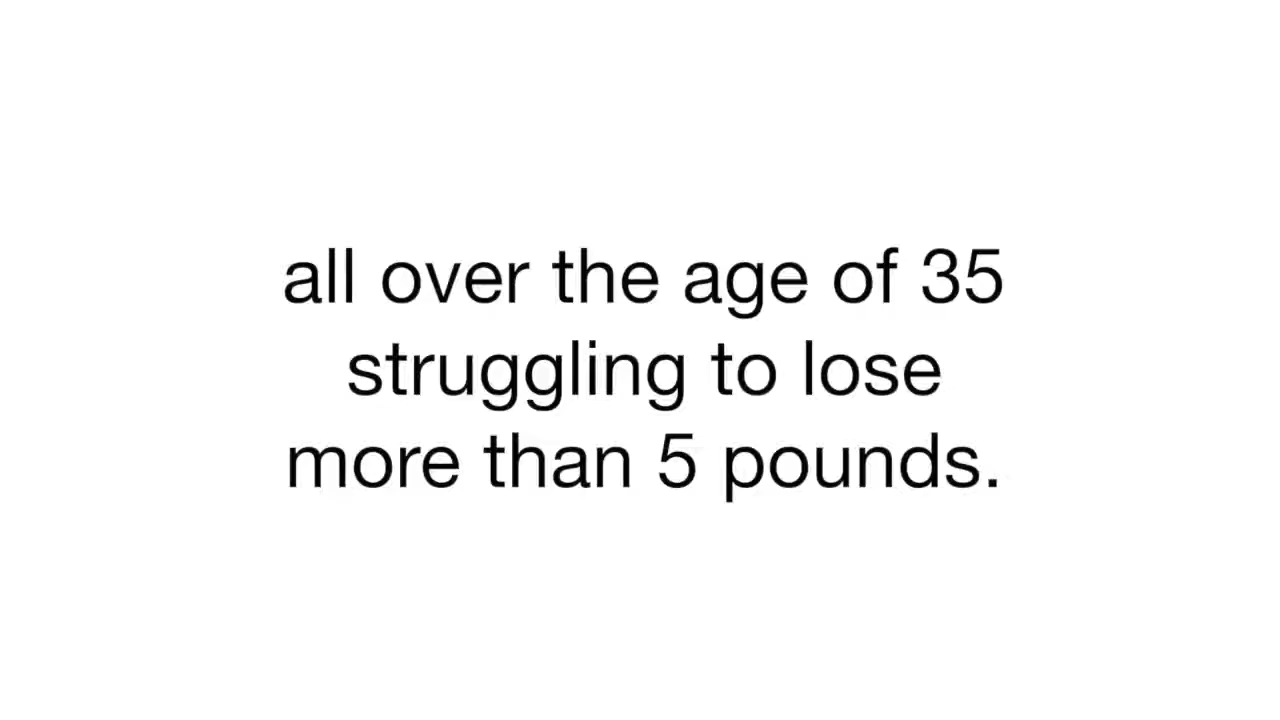 all over the age of 35
struggling to lose
more than 5 pounds.